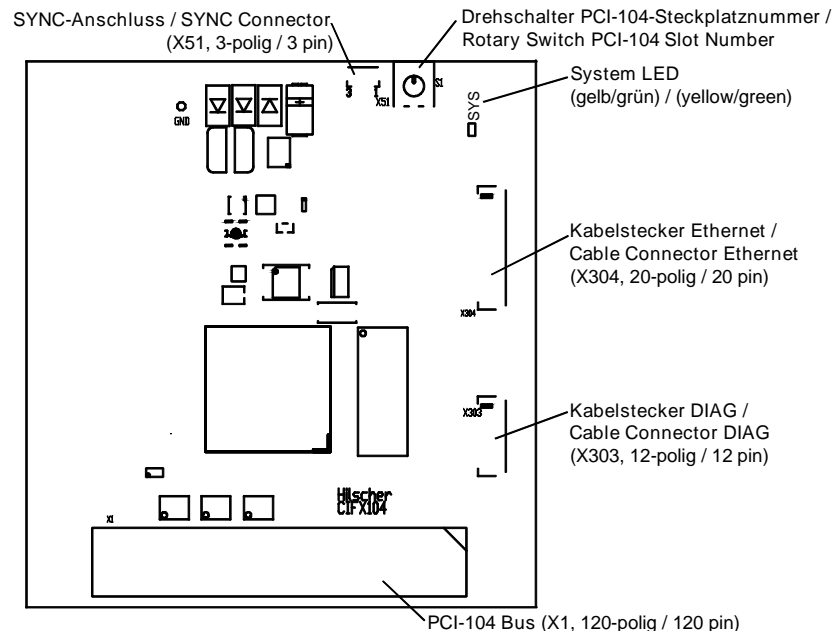 SYNC-Anschluss / SYNC Connector
(X51, 3-polig / 3 pin)
Drehschalter PCI-104-Steckplatznummer /
Rotary Switch PCI-104 Slot Number
System LED
(gelb/grün) / (yellow/green)
3
1
X51
S1
SYS
GND
Kabelstecker Ethernet /
Cable Connector Ethernet
(X304, 20-polig / 20 pin)
X304
Kabelstecker DIAG /
Cable Connector DIAG
(X303, 12-polig / 12 pin)
X303
Hilscher
CIFX104
X1
PCI-104 Bus (X1, 120-polig / 120 pin)